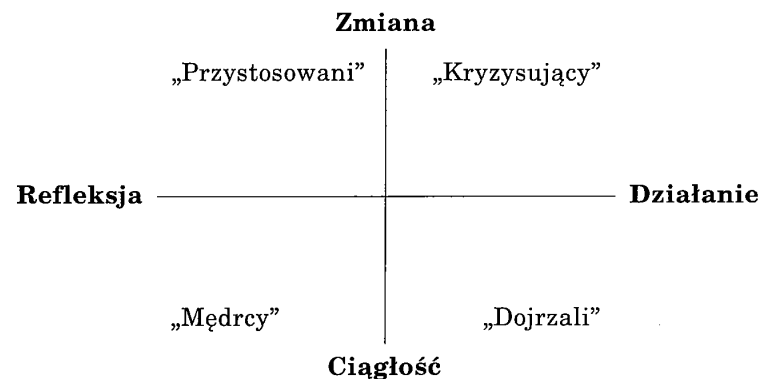 Zmiana
„Przystosowani” „Kryzysujący”
Refleksja Działanie
„Mędrcy” „Dojrzali”
Ciągłość